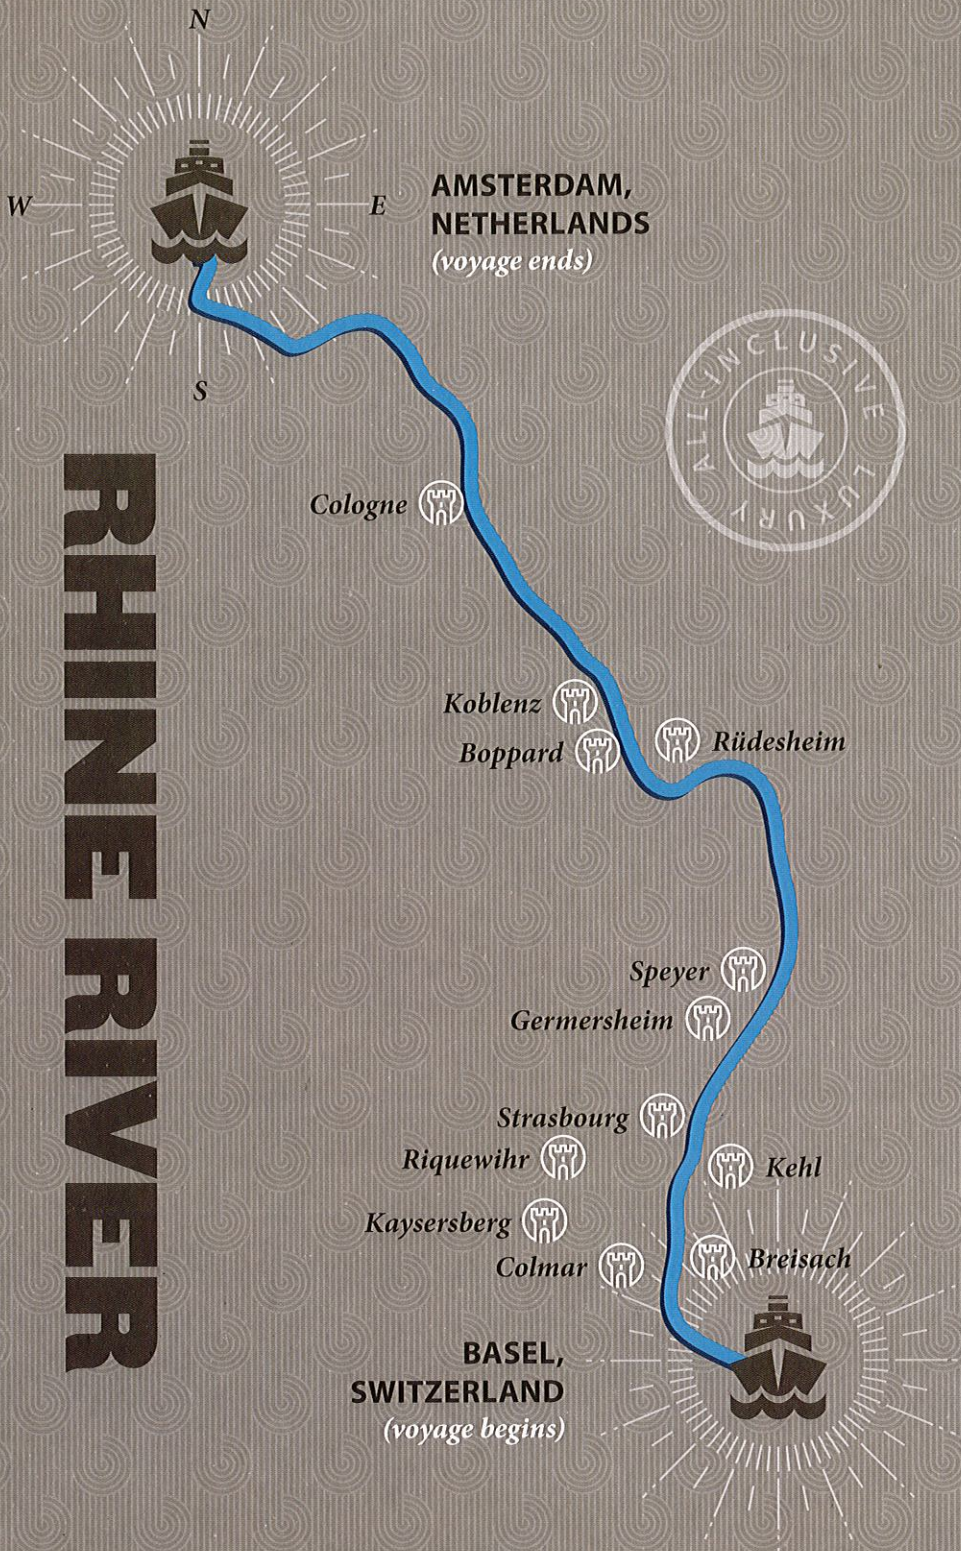 N
W
E
S
AMSTERDAM,
NETHERLANDS
(voyage ends)
ALL-INCLUSIVE LUXURY
RHINE RIVER
Cologne
Koblenz
Boppard
Rüdesheim
Speyer
Germersheim
Strasbourg
Riquewihr
Kehl
Kaysersberg
Colmar
Breisach
BASEL,
SWITZERLAND
(voyage begins)